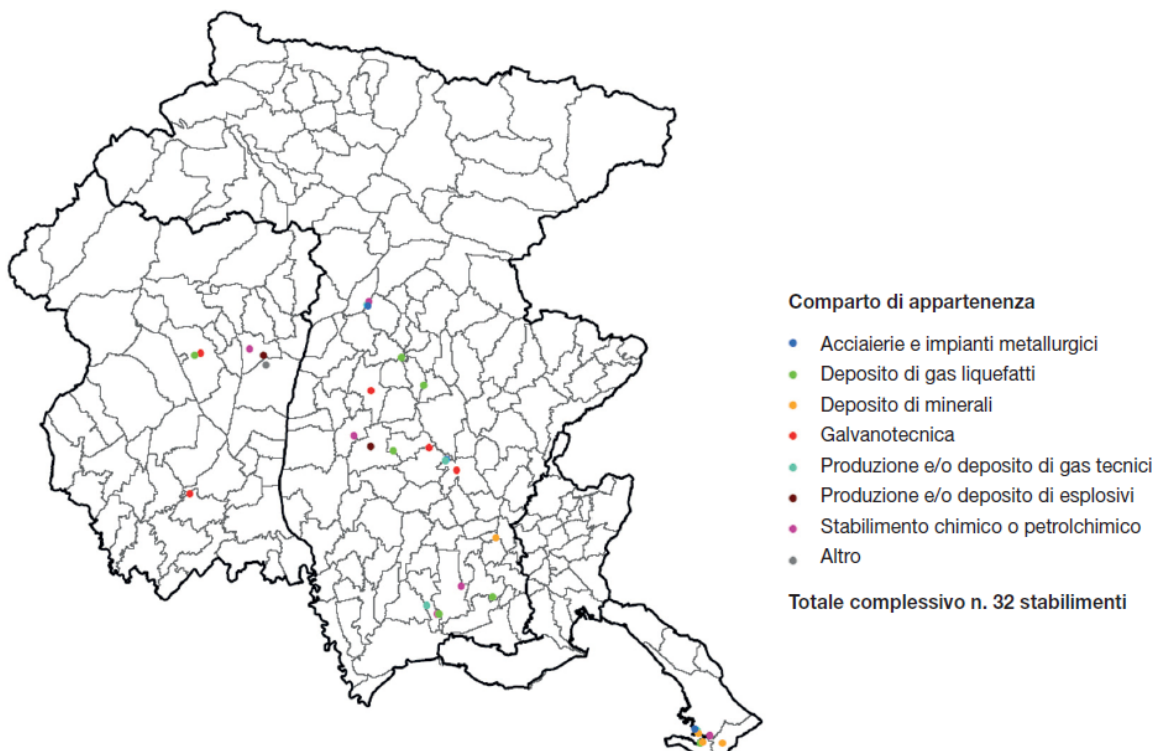 Comparto di appartenenza
Acciaierie e impianti metallurgici
Deposito di gas liquefatti
Deposito di minerali
Galvanotecnica
Produzione e/o deposito di gas tecnici
Produzione e/o deposito di esplosivi
Stabilimento chimico o petrolchimico
Altro
Totale complessivo n. 32 stabilimenti